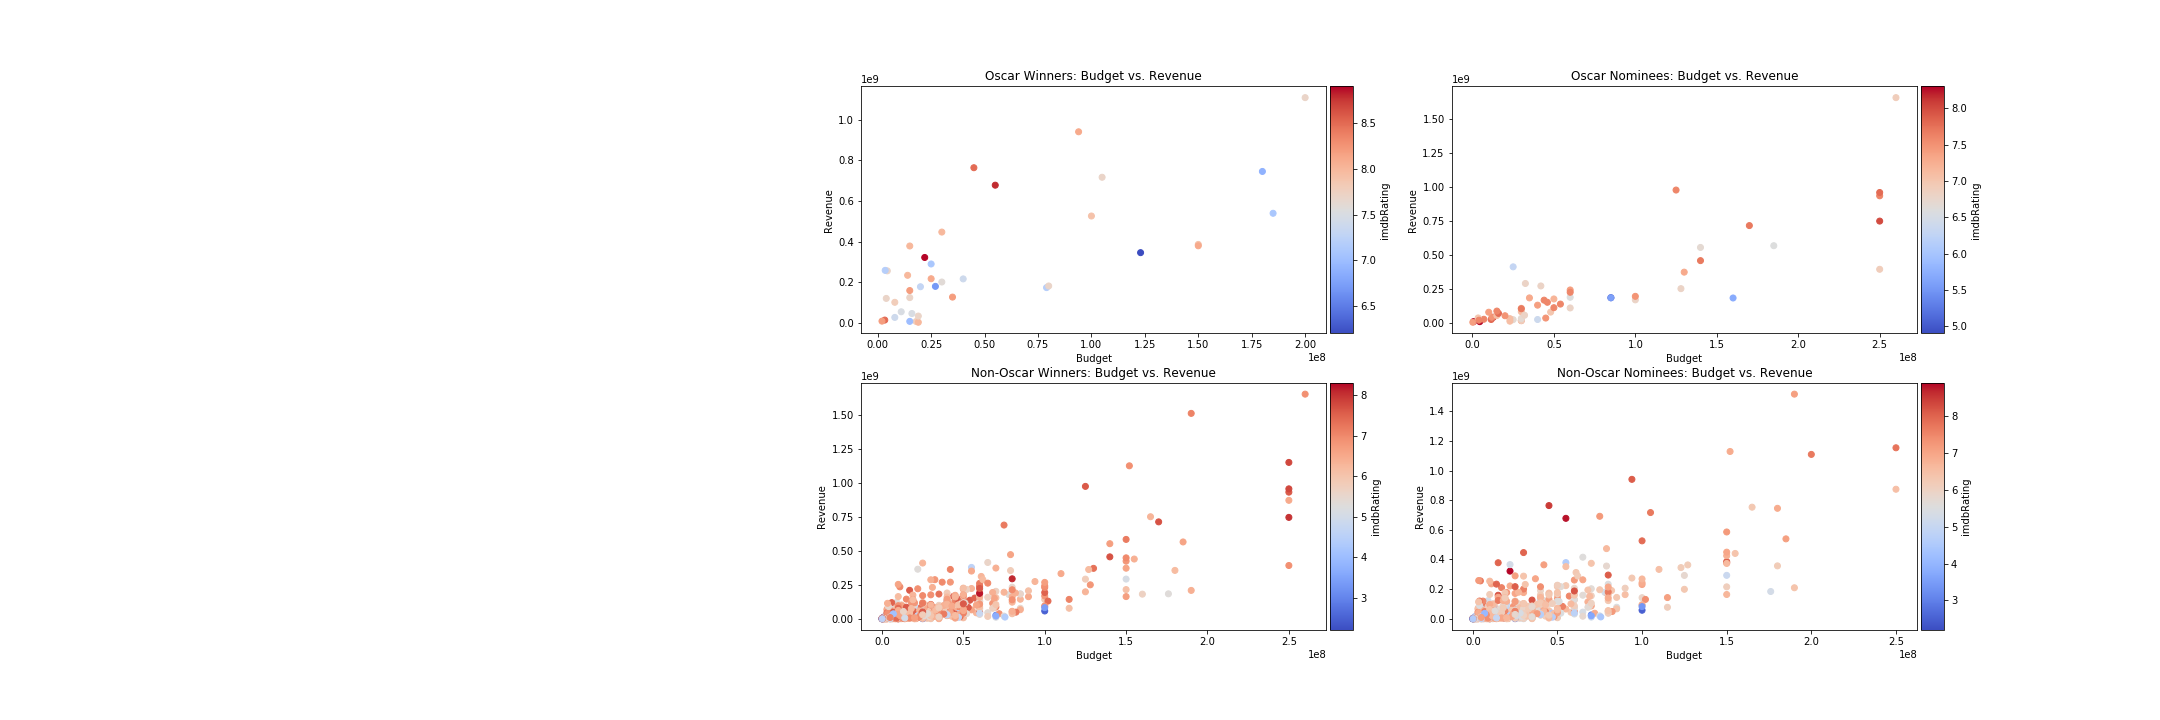 Oscar Winners: Budget vs. Revenue
1e9
1.0
0.8
0.6
0.4
0.2
0.0
Revenue
0.00 0.25 0.50 0.75 1.00 1.25 1.50 1.75 2.00
1e8
Budget
8.5
8.0
7.5
7.0
6.5
imdbRating
Oscar Nominees: Budget vs. Revenue
1e9
1.50
1.25
1.00
0.75
0.50
0.25
0.00
Revenue
0.0 0.5 1.0 1.5 2.0 2.5
1e8
Budget
8.0
7.5
7.0
6.5
6.0
5.5
5.0
imdbRating
Non-Oscar Winners: Budget vs. Revenue
1e9
1.50
1.25
1.00
0.75
0.50
0.25
0.00
Revenue
0.0 0.5 1.0 1.5 2.0 2.5
1e8
Budget
8
7
6
5
4
3
imdbRating
Non-Oscar Nominees: Budget vs. Revenue
1e9
1.4
1.2
1.0
0.8
0.6
0.4
0.2
0.0
Revenue
0.0 0.5 1.0 1.5 2.0 2.5
1e8
Budget
8
7
6
5
4
3
imdbRating